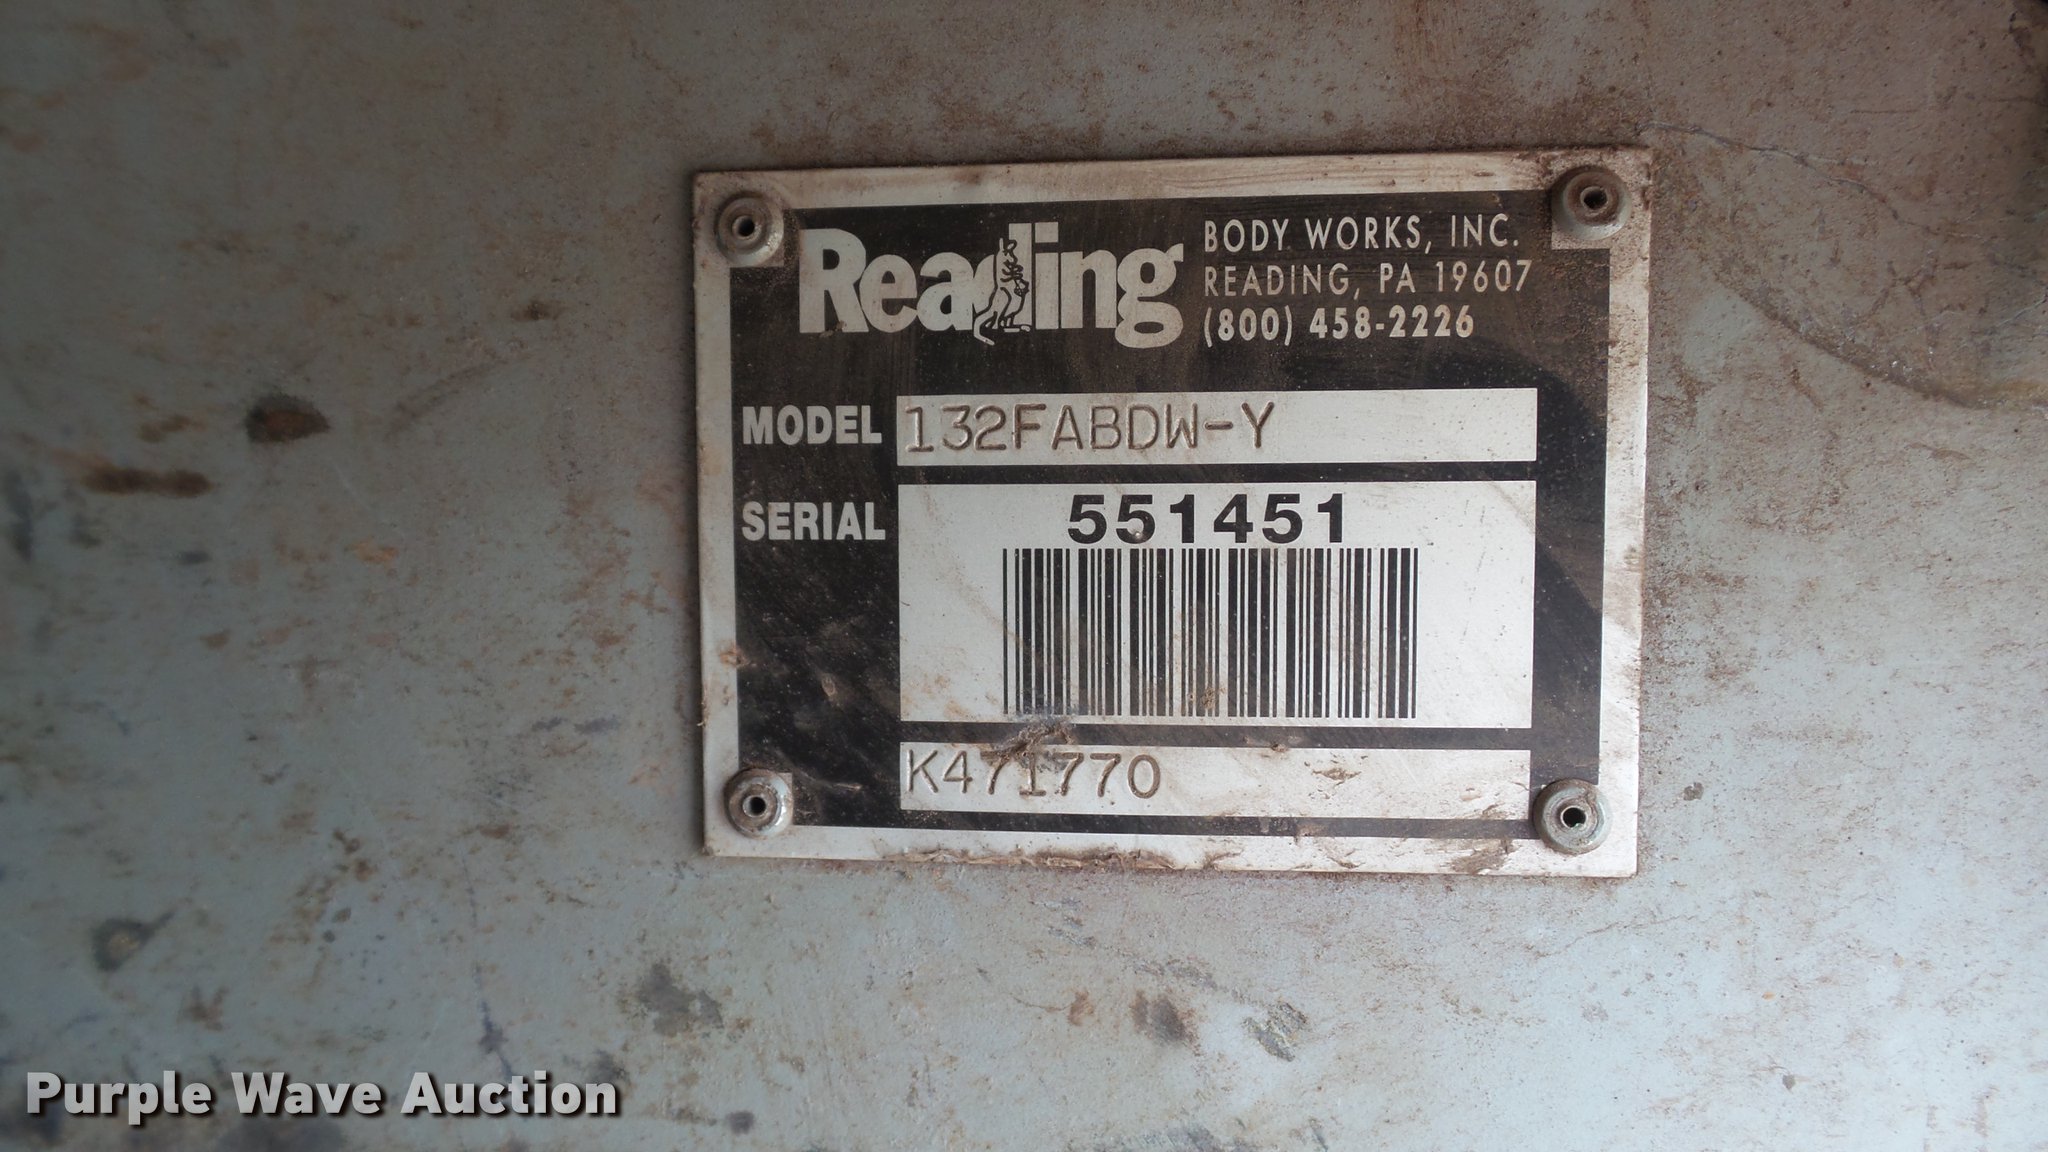 Reading
BODY WORKS, INC.
READING, PA 19607
(800) 458-2226
MODEL 132FABDW-Y
SERIAL 551451
K471770
Purple Wave Auction